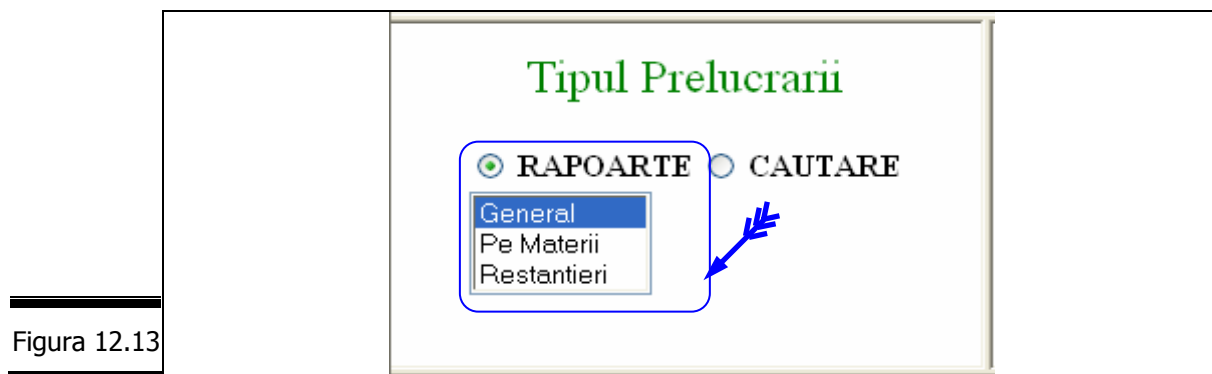 Tipul Prelucrarii
RAPOARTE CAUTARE
General
Pe Materii
Restantieri
Figura 12.13